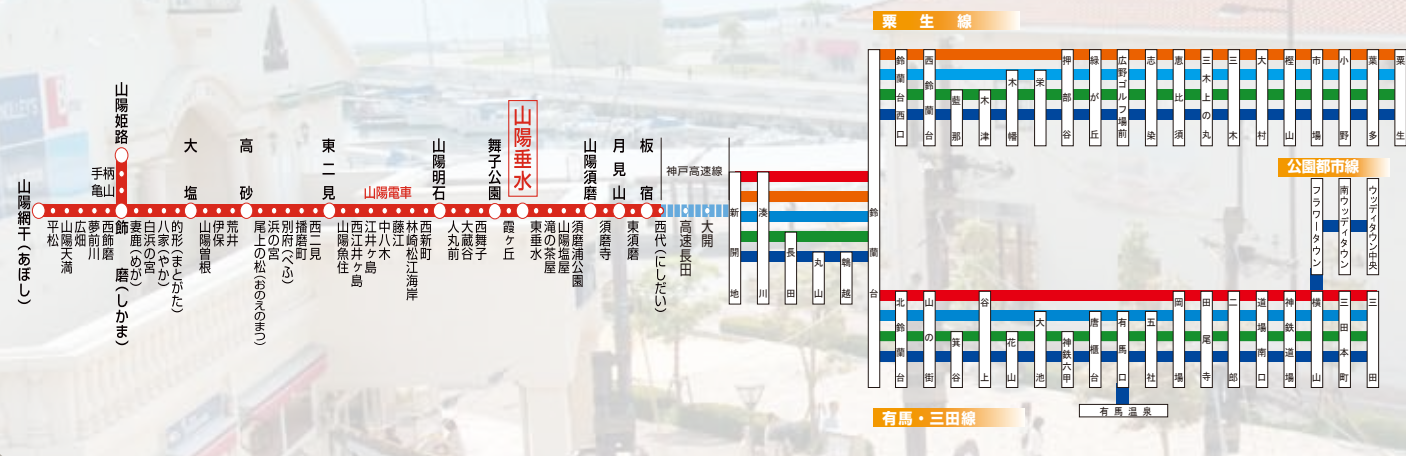 山陽姫路
手柄
亀山
山陽網干（あぼし）
平松
山陽天満
広畑
夢前川
西飾磨
飾磨（しかま）
妻鹿（めが）
白浜の宮
八家（やか）
的形（まとがた）
大塩
山陽曽根
伊保
荒井
高砂
尾上の松（おのえのまつ）
浜の宮
別府（べふ）
播磨町
西二見
東二見
山陽魚住
西江井ヶ島
江井ヶ島
中八木
藤江
林崎松江海岸
西新町
山陽電車
山陽明石
人丸前
大蔵谷
西舞子
舞子公園
霞ヶ丘
山陽垂水
東垂水
滝の茶屋
山陽塩屋
須磨浦公園
山陽須磨
須磨寺
月見山
東須磨
板宿
西代（にしだい）
神戸高速線
高速長田
大開
新開地
湊川
長田
丸山
鵯越
鈴蘭台
粟生線
鈴蘭台西口
西鈴蘭台
藍那
木津
木幡
栄
押部谷
緑が丘
広野ゴルフ場前
志染
恵比須
三木上の丸
三木
大村
樫山
市場
小野
葉多
粟生
公園都市線
フラワータウン
南ウッディタウン
ウッディタウン中央
北鈴蘭台
山の街
箕谷
谷上
花山
大池
神鉄六甲
唐櫃台
有馬口
五社
岡場
田尾寺
二郎
道場南口
神鉄道場
横山
三田本町
三田
有馬温泉
有馬・三田線